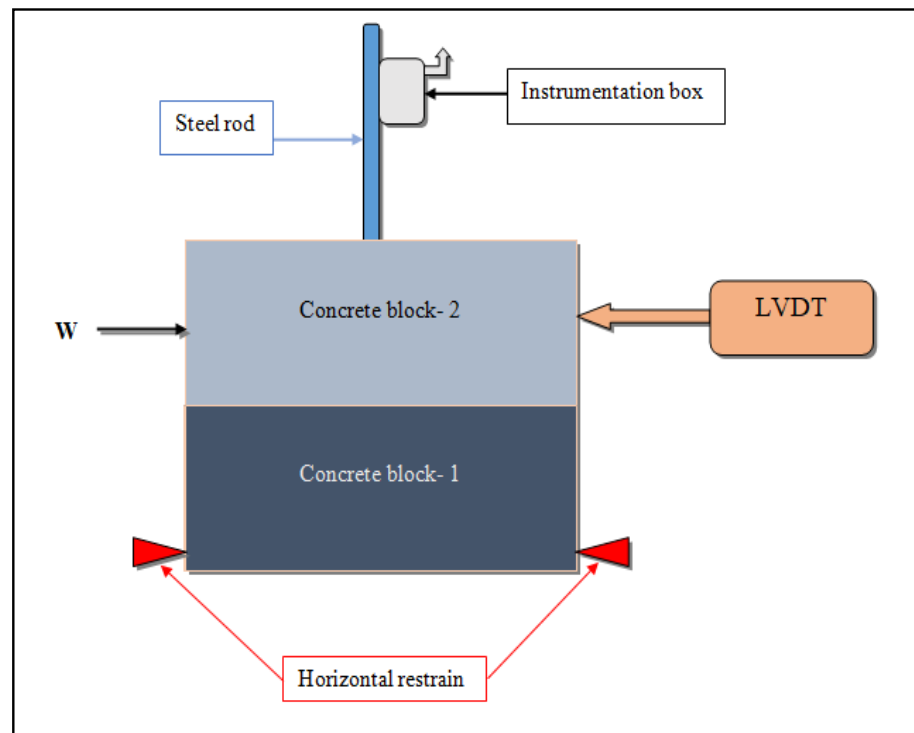 Instrumentation box
Steel rod
Concrete block- 2
LVDT
W
Concrete block- 1
Horizontal restrain